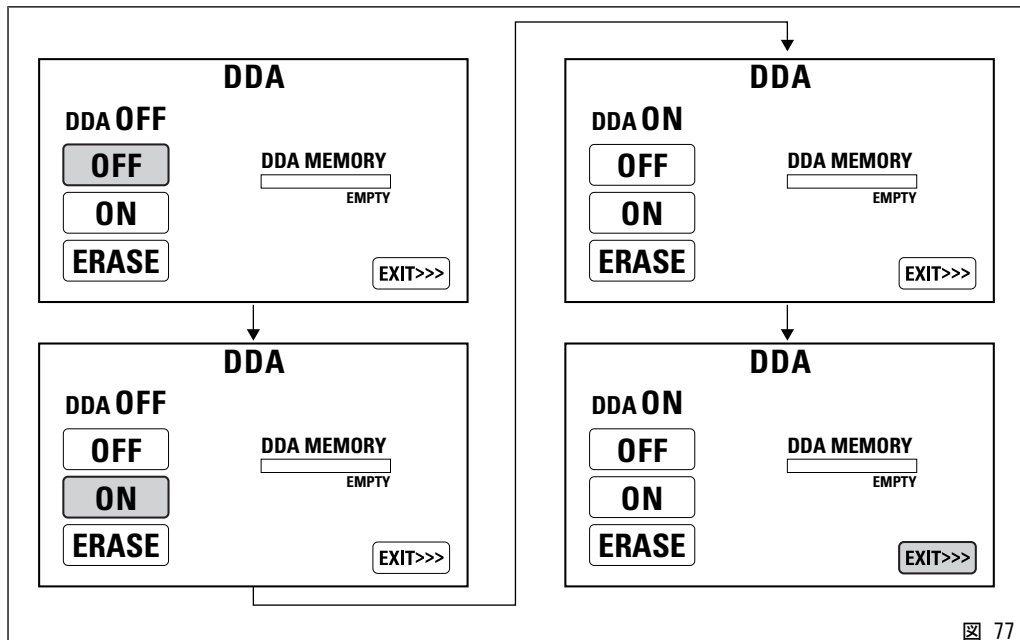 DDA
DDA OFF
OFF
DDA MEMORY
EMPTY
ON
ERASE
EXIT>>>
DDA
DDA OFF
OFF
DDA MEMORY
EMPTY
ON
ERASE
EXIT>>>
DDA
DDA ON
OFF
DDA MEMORY
EMPTY
ON
ERASE
EXIT>>>
DDA
DDA ON
OFF
DDA MEMORY
EMPTY
ON
ERASE
EXIT>>>
図 77